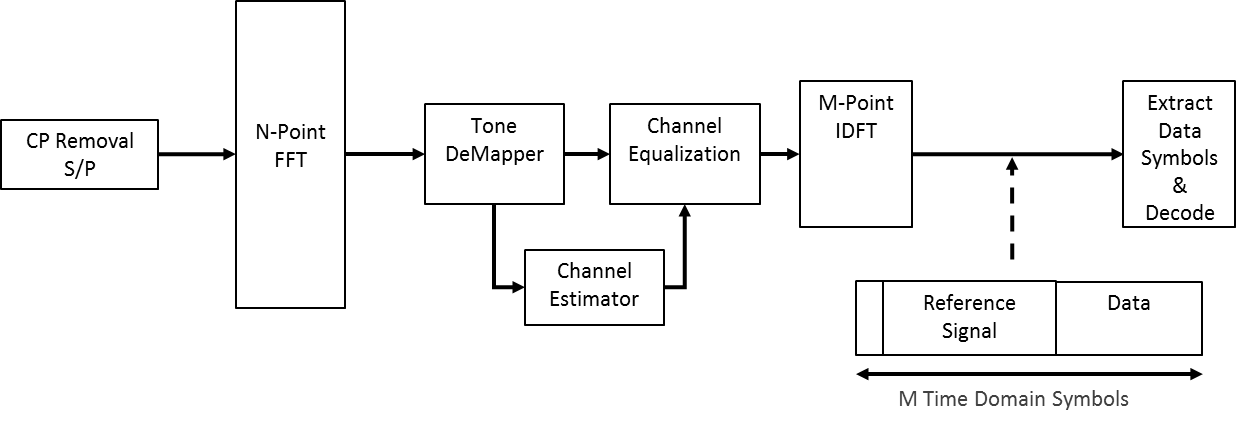 CP Removal
S/P
N-Point
FFT
Tone
DeMapper
Channel
Equalization
Channel
Estimator
M-Point
IDFT
Extract
Data
Symbols
&
Decode
Reference
Signal
Data
M Time Domain Symbols